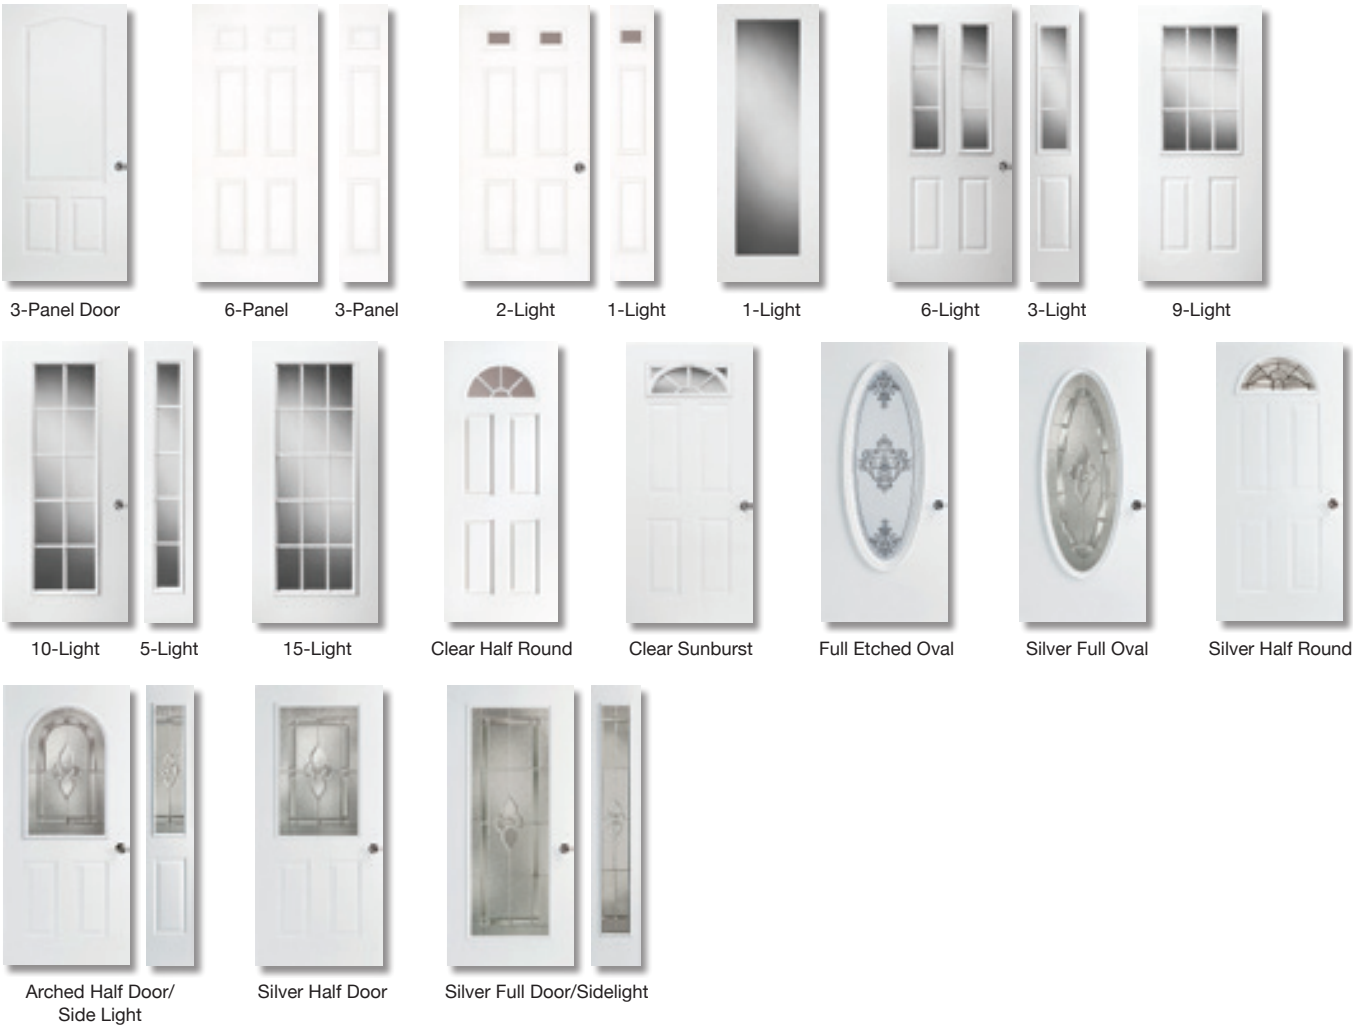 3-Panel Door
6-Panel
3-Panel
2-Light
1-Light
1-Light
6-Light
3-Light
9-Light
10-Light
5-Light
15-Light
Clear Half Round
Clear Sunburst
Full Etched Oval
Silver Full Oval
Silver Half Round
Arched Half Door/
Side Light
Silver Half Door
Silver Full Door/Sidelight